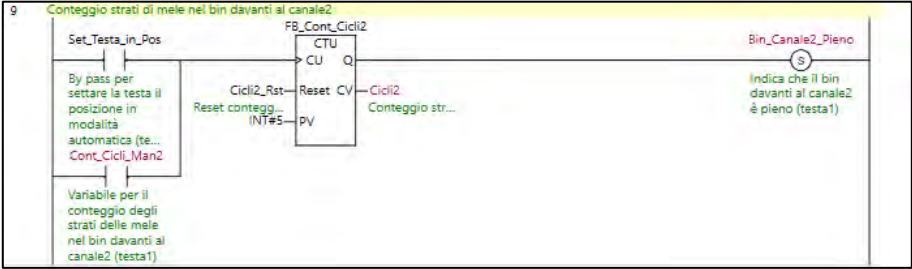 9 Conteggio strati di mele nel bin davanti al canale2
Set_Testa_in_Pos
By pass per
settare la testa il
posizione in
modalità
automatica (te...
Cont_Cicli_Man2
Variabile per il
conteggio degli
strati delle mele
nel bin davanti al
canale2 (testa1)
FB_Cont_Cicli2
CTU
CU Q
Cicli2_Rst Reset CV Cicli2
Reset contegg... Conteggio str...
INT#5 PV
Bin_Canale2_Pieno
S
Indica che il bin
davanti al canale2
è pieno (testa1)